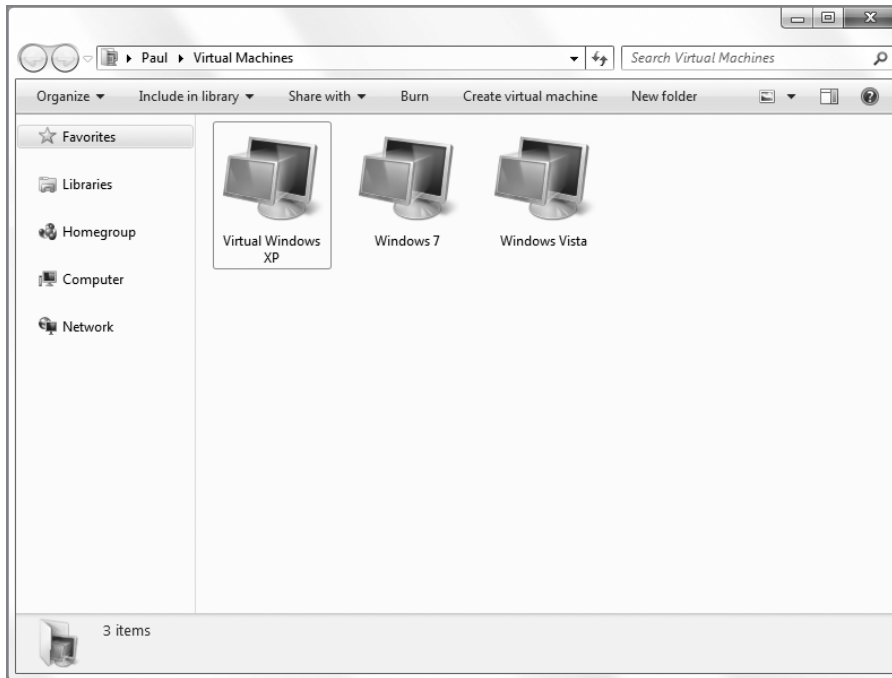 Paul Virtual Machines
Search Virtual Machines
Organize Include in library Share with Burn Create virtual machine New folder
Favorites
Libraries
Homegroup
Computer
Network
Virtual Windows
XP
Windows 7
Windows Vista
3 items